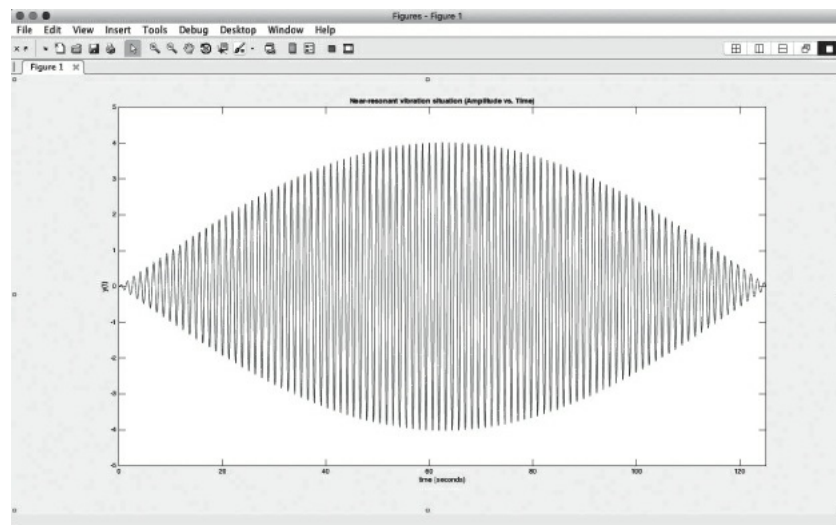 Figures - Figure 1
File Edit View Insert Tools Debug Desktop Window Help
Figure 1
Near-resonant vibration situation (Amplitude vs. Time)
5
4
3
2
1
0
-1
-2
-3
-4
-5
y(t)
0 20 40 60 80 100 120
time (seconds)